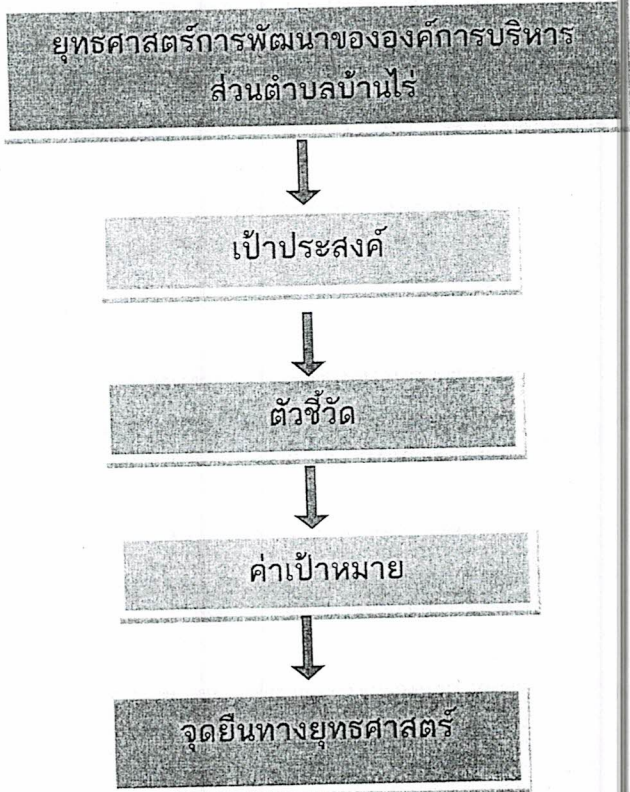 ยุทธศาสตร์การพัฒนาขององค์การบริหาร
ส่วนตำบลบ้านไร่
เป้าประสงค์
ตัวชี้วัด
ค่าเป้าหมาย
จุดยืนทางยุทธศาสตร์